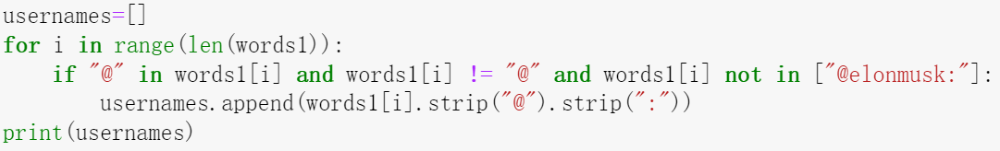 usernames=[]
for i in range(len(words1)):
    if "@" in words1[i] and words1[i] != "@" and words1[i] not in ["@elonmusk:"]:
        usernames.append(words1[i].strip("@").strip(":"))
print(usernames)